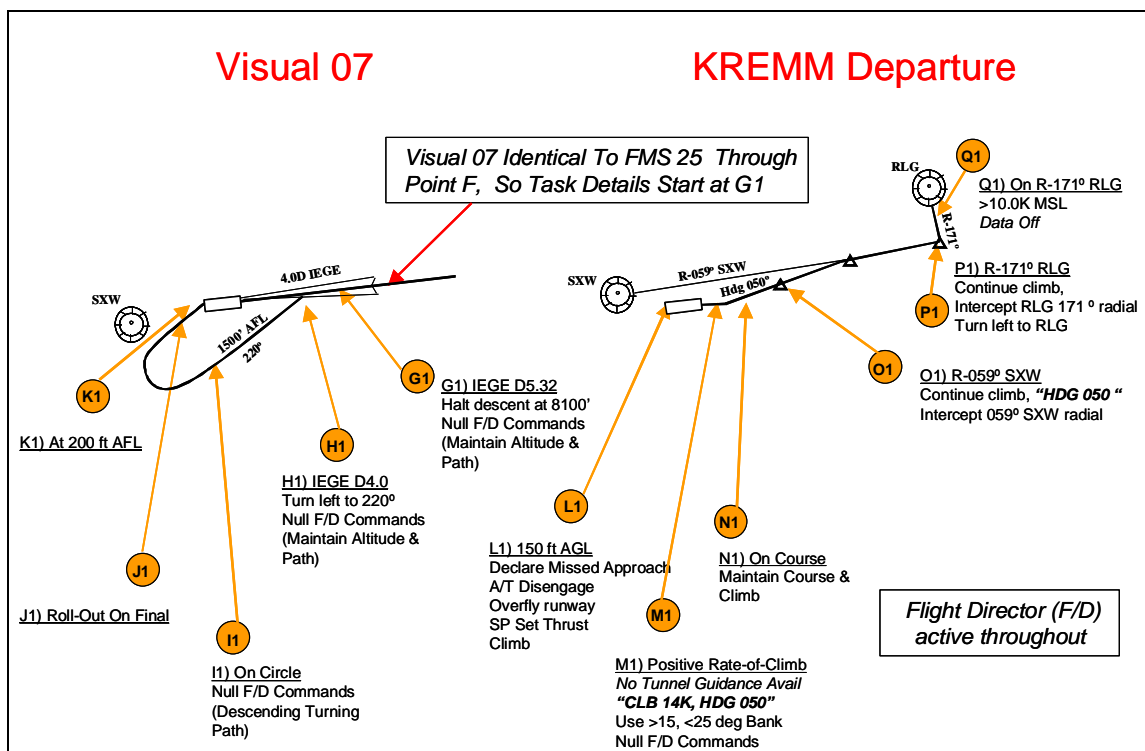 Visual 07
KREMM Departure
Visual 07 Identical To FMS 25 Through
Point F, So Task Details Start at G1
4.0D IEGE
SXW
1500' AFL
220º
K1
K1) At 200 ft AFL
J1
J1) Roll-Out On Final
I1
I1) On Circle
Null F/D Commands
(Descending Turning
Path)
H1
H1) IEGE D4.0
Turn left to 220º
Null F/D Commands
(Maintain Altitude &
Path)
G1
G1) IEGE D5.32
Halt descent at 8100'
Null F/D Commands
(Maintain Altitude &
Path)
SXW
R-059º SXW
Hdg 050º
RLG
R-171º
Q1
Q1) On R-171º RLG
>10.0K MSL
Data Off
P1) R-171º RLG
Continue climb,
Intercept RLG 171 º radial
Turn left to RLG
P1
O1
O1) R-059º SXW
Continue climb, "HDG 050 "
Intercept 059º SXW radial
L1
L1) 150 ft AGL
Declare Missed Approach
A/T Disengage
Overfly runway
SP Set Thrust
Climb
N1
N1) On Course
Maintain Course &
Climb
M1
M1) Positive Rate-of-Climb
No Tunnel Guidance Avail
"CLB 14K, HDG 050"
Use >15, <25 deg Bank
Null F/D Commands
Flight Director (F/D)
active throughout